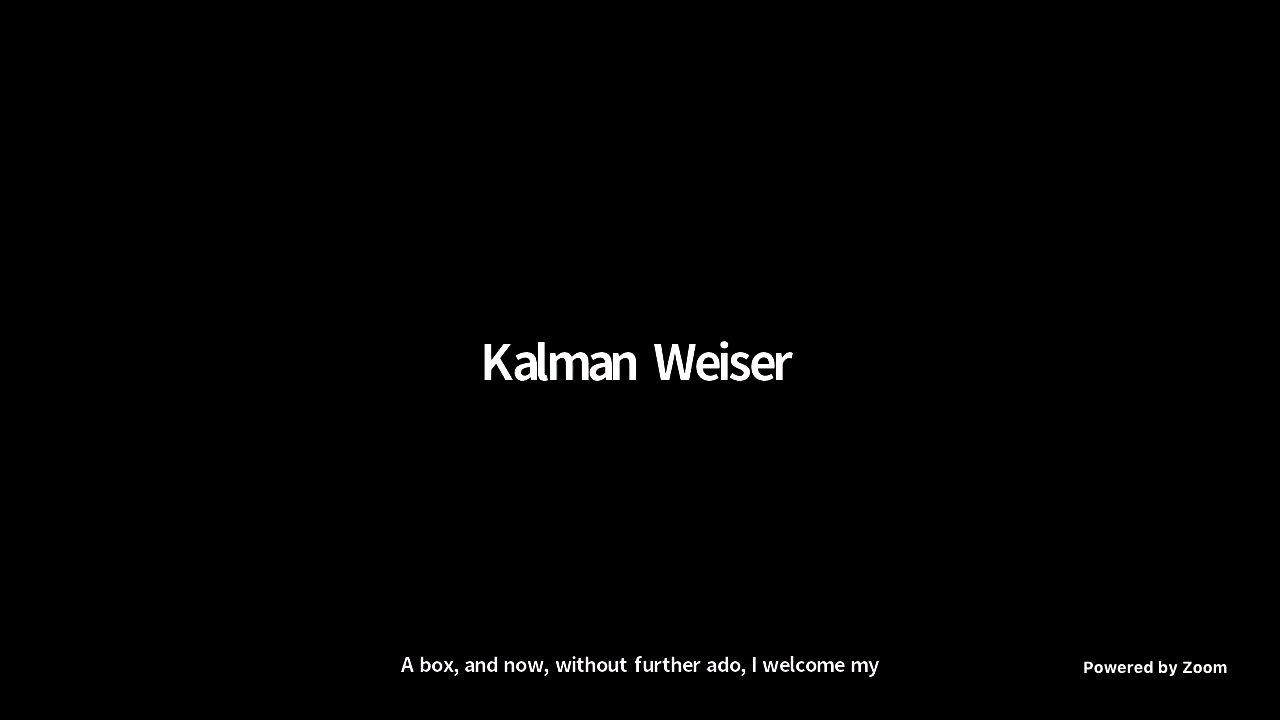 Kalman Weiser
A box, and now, without further ado, I welcome my
Powered by Zoom